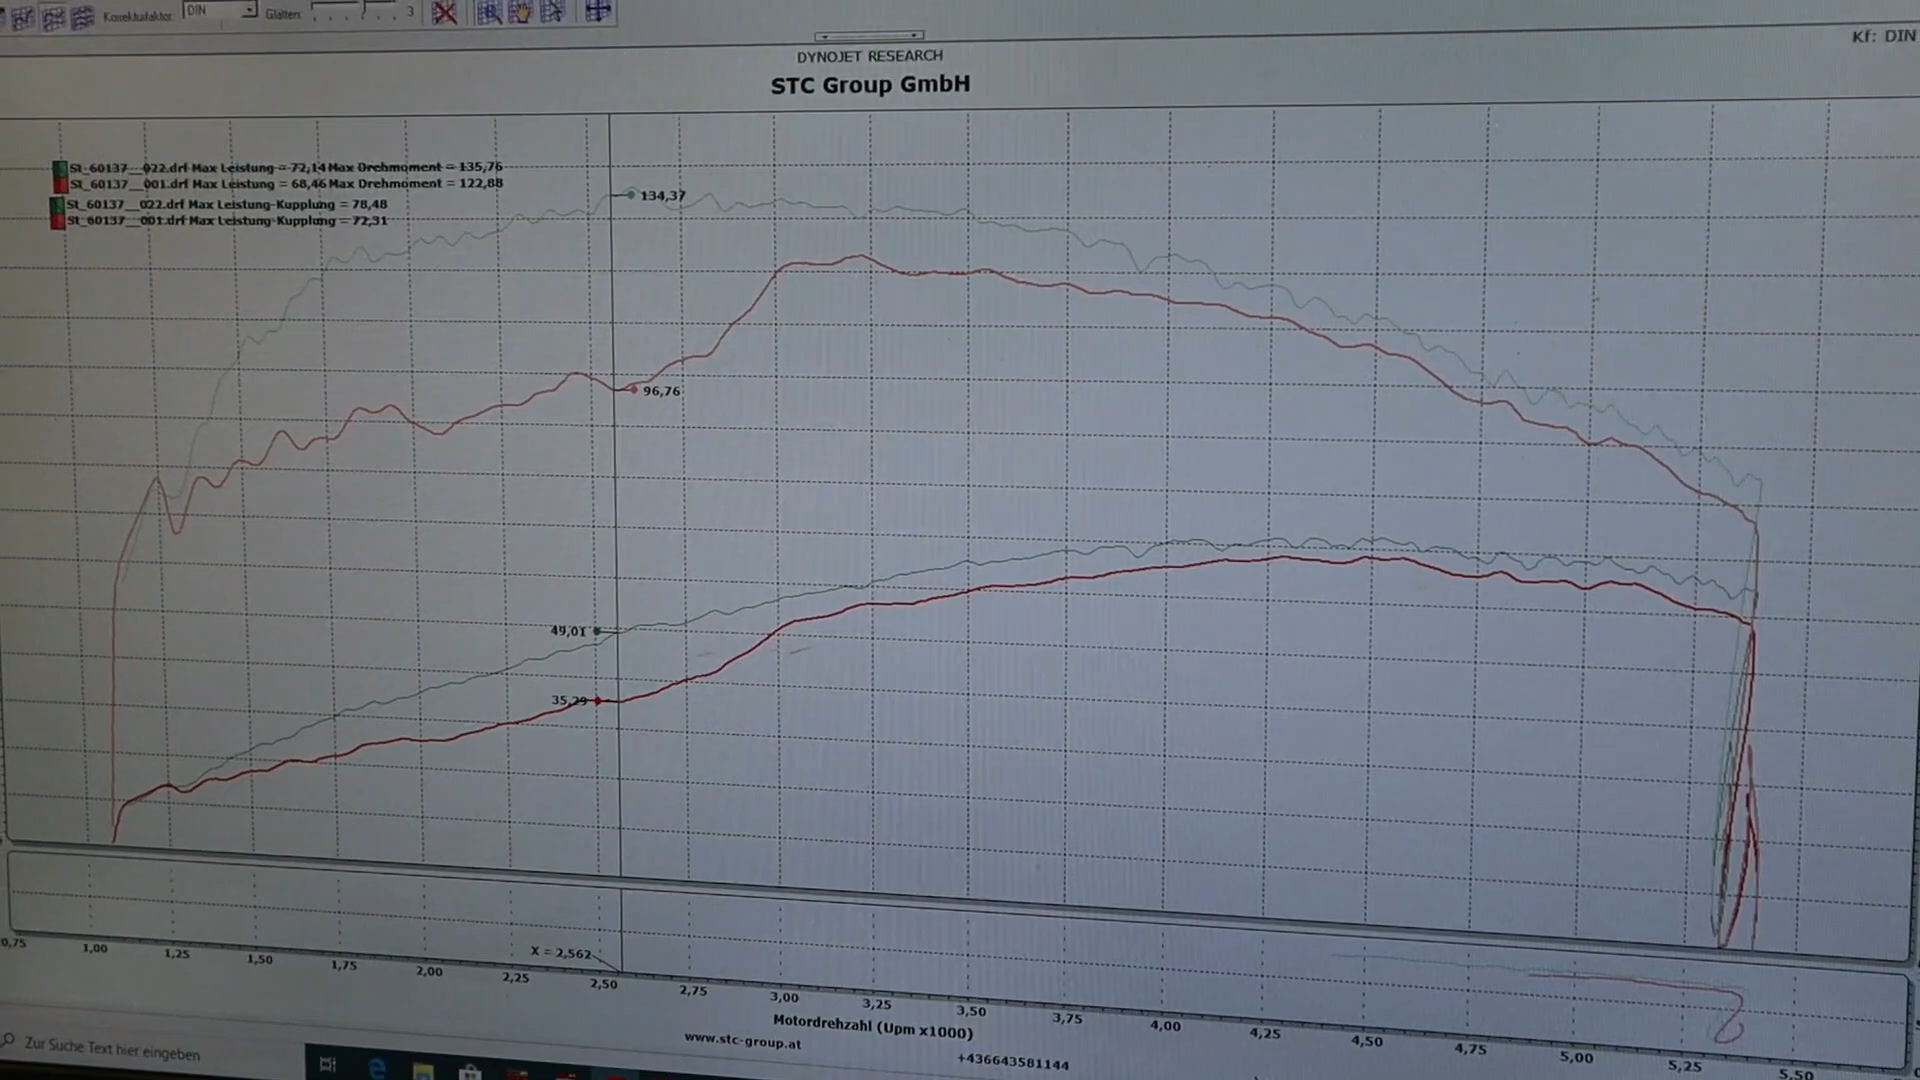 Korrekturfaktor: DIN Glätten: 3
Kf: DIN
DYNOJET RESEARCH
STC Group GmbH
St_60137__022.drf Max Leistung = 72,14 Max Drehmoment = 135,76
St_60137__001.drf Max Leistung = 68,46 Max Drehmoment = 122,88
St_60137__022.drf Max Leistung-Kupplung = 78,48
St_60137__001.drf Max Leistung-Kupplung = 72,31
134,37
96,76
49,01
35,29
X = 2,562
0,75 1,00 1,25 1,50 1,75 2,00 2,25 2,50 2,75 3,00 3,25 3,50 3,75 4,00 4,25 4,50 4,75 5,00 5,25 5,50
Motordrehzahl (Upm x1000)
www.stc-group.at
+436643581144
Zur Suche Text hier eingeben